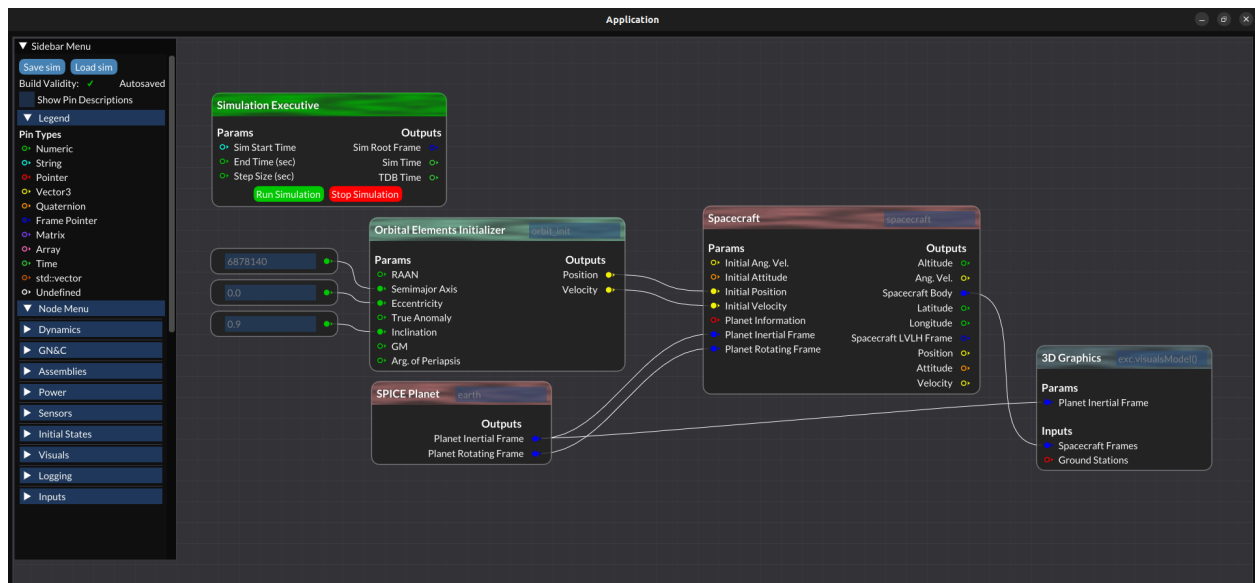 Application
Sidebar Menu
Save sim Load sim
Build Validity: ✓ Autosaved
Show Pin Descriptions
Legend
Pin Types
Numeric
String
Pointer
Vector3
Quaternion
Frame Pointer
Matrix
Array
Time
std::vector
Undefined
Node Menu
Dynamics
GN&C
Assemblies
Power
Sensors
Initial States
Visuals
Logging
Inputs
Simulation Executive
Params Outputs
Sim Start Time Sim Root Frame
End Time (sec) Sim Time
Step Size (sec) TDB Time
Run Simulation Stop Simulation
6878140
0.0
0.9
Orbital Elements Initializer orbit_init
Params Outputs
RAAN Position
Semimajor Axis Velocity
Eccentricity
True Anomaly
Inclination
GM
Arg. of Periapsis
SPICE Planet earth
Outputs
Planet Inertial Frame
Planet Rotating Frame
Spacecraft spacecraft
Params Outputs
Initial Ang. Vel. Altitude
Initial Attitude Ang. Vel.
Initial Position Spacecraft Body
Initial Velocity Latitude
Planet Information Longitude
Planet Inertial Frame Spacecraft LVLH Frame
Planet Rotating Frame Position
Attitude
Velocity
3D Graphics exc.visualsModel()
Params
Planet Inertial Frame
Inputs
Spacecraft Frames
Ground Stations